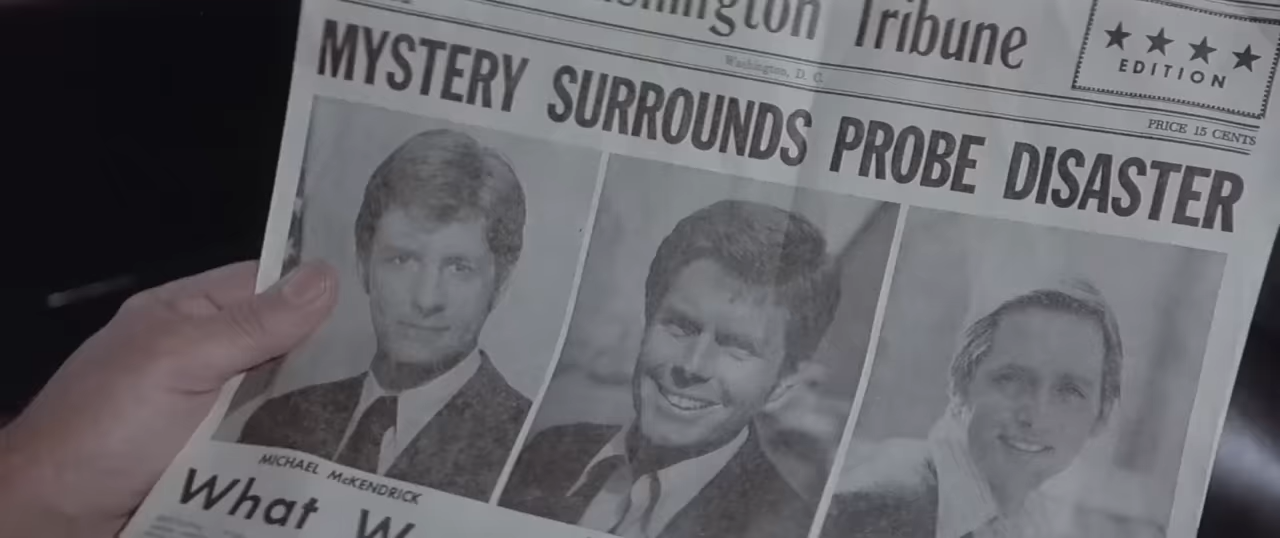 Tribune
★ ★ ★ ★
EDITION
Washington, D. C.
PRICE 15 CENTS
MYSTERY SURROUNDS PROBE DISASTER
MICHAEL McKENDRICK
What